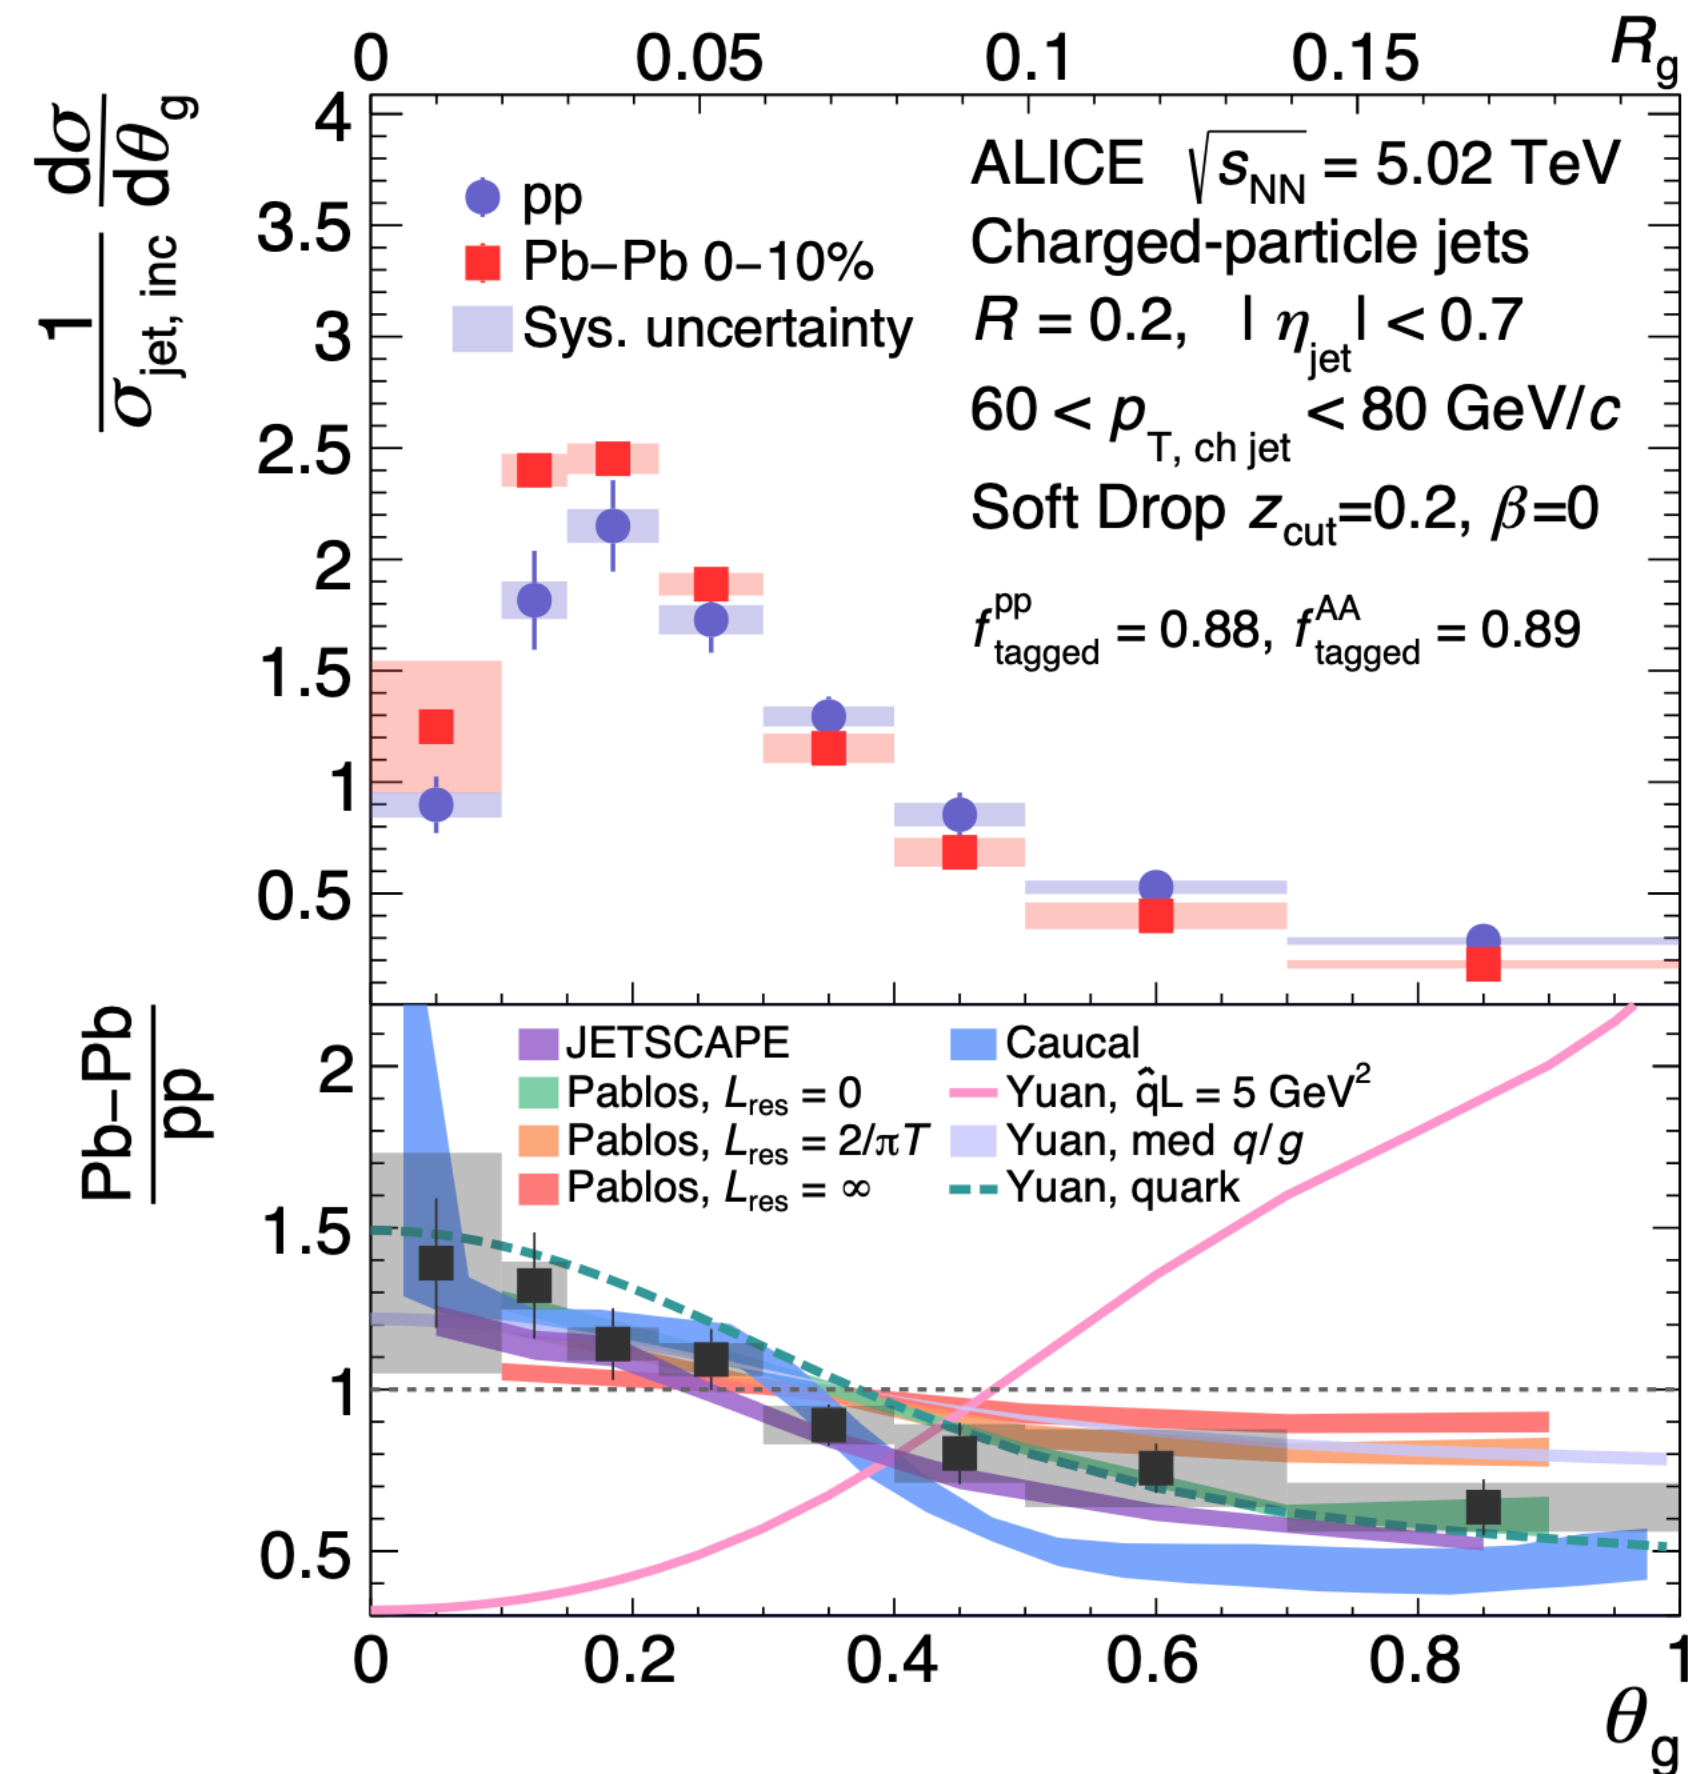 0 0.05 0.1 0.15 R_g
1/σ_jet, inc dσ/dθ_g
4
3.5
3
2.5
2
1.5
1
0.5
pp
Pb–Pb 0–10%
Sys. uncertainty
ALICE √s_NN = 5.02 TeV
Charged-particle jets
R = 0.2, | η_jet | < 0.7
60 < p_T, ch jet < 80 GeV/c
Soft Drop z_cut=0.2, β=0
f^pp_tagged = 0.88, f^AA_tagged = 0.89
Pb–Pb/pp
2
1.5
1
0.5
JETSCAPE
Pablos, L_res = 0
Pablos, L_res = 2/πT
Pablos, L_res = ∞
Caucal
Yuan, q̂L = 5 GeV²
Yuan, med q/g
Yuan, quark
0 0.2 0.4 0.6 0.8 1
θ_g